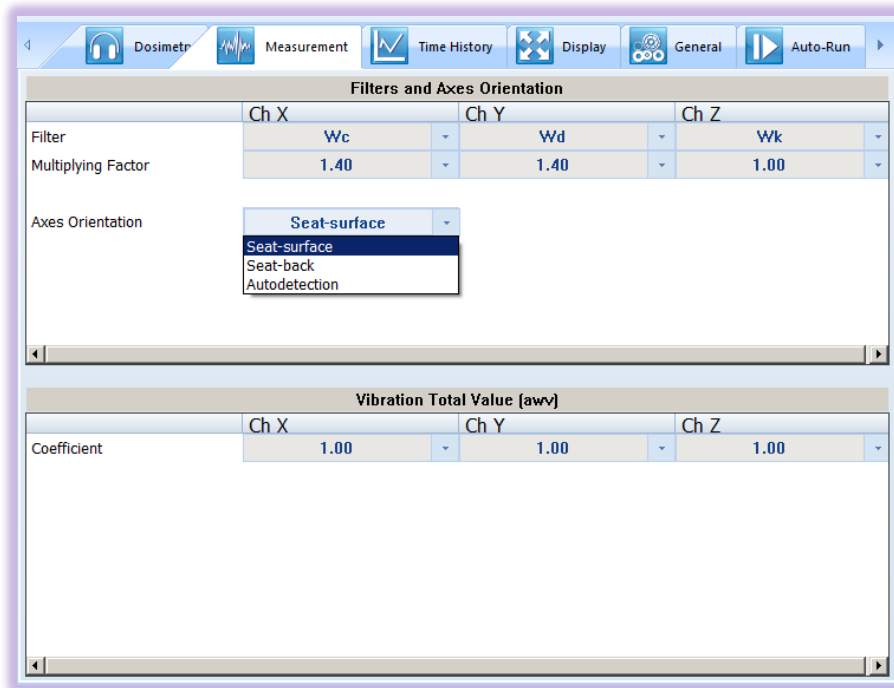 Dosimetr Measurement Time History Display General Auto-Run
Filters and Axes Orientation
Ch X Ch Y Ch Z
Filter Wc Wd Wk
Multiplying Factor 1.40 1.40 1.00
Axes Orientation Seat-surface
Seat-surface
Seat-back
Autodetection
Vibration Total Value (awv)
Ch X Ch Y Ch Z
Coefficient 1.00 1.00 1.00